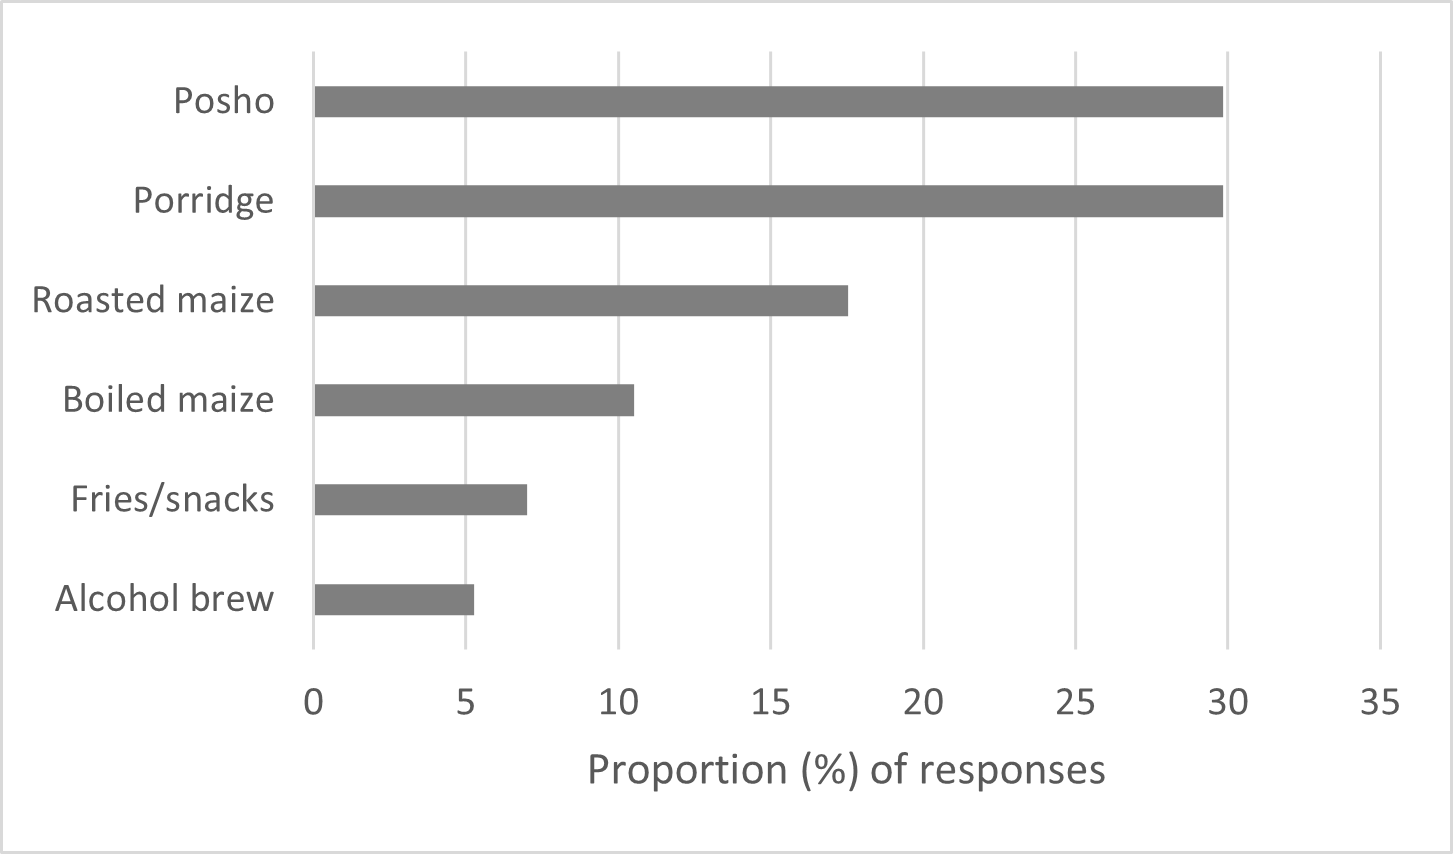 Posho
Porridge
Roasted maize
Boiled maize
Fries/snacks
Alcohol brew
0 5 10 15 20 25 30 35
Proportion (%) of responses